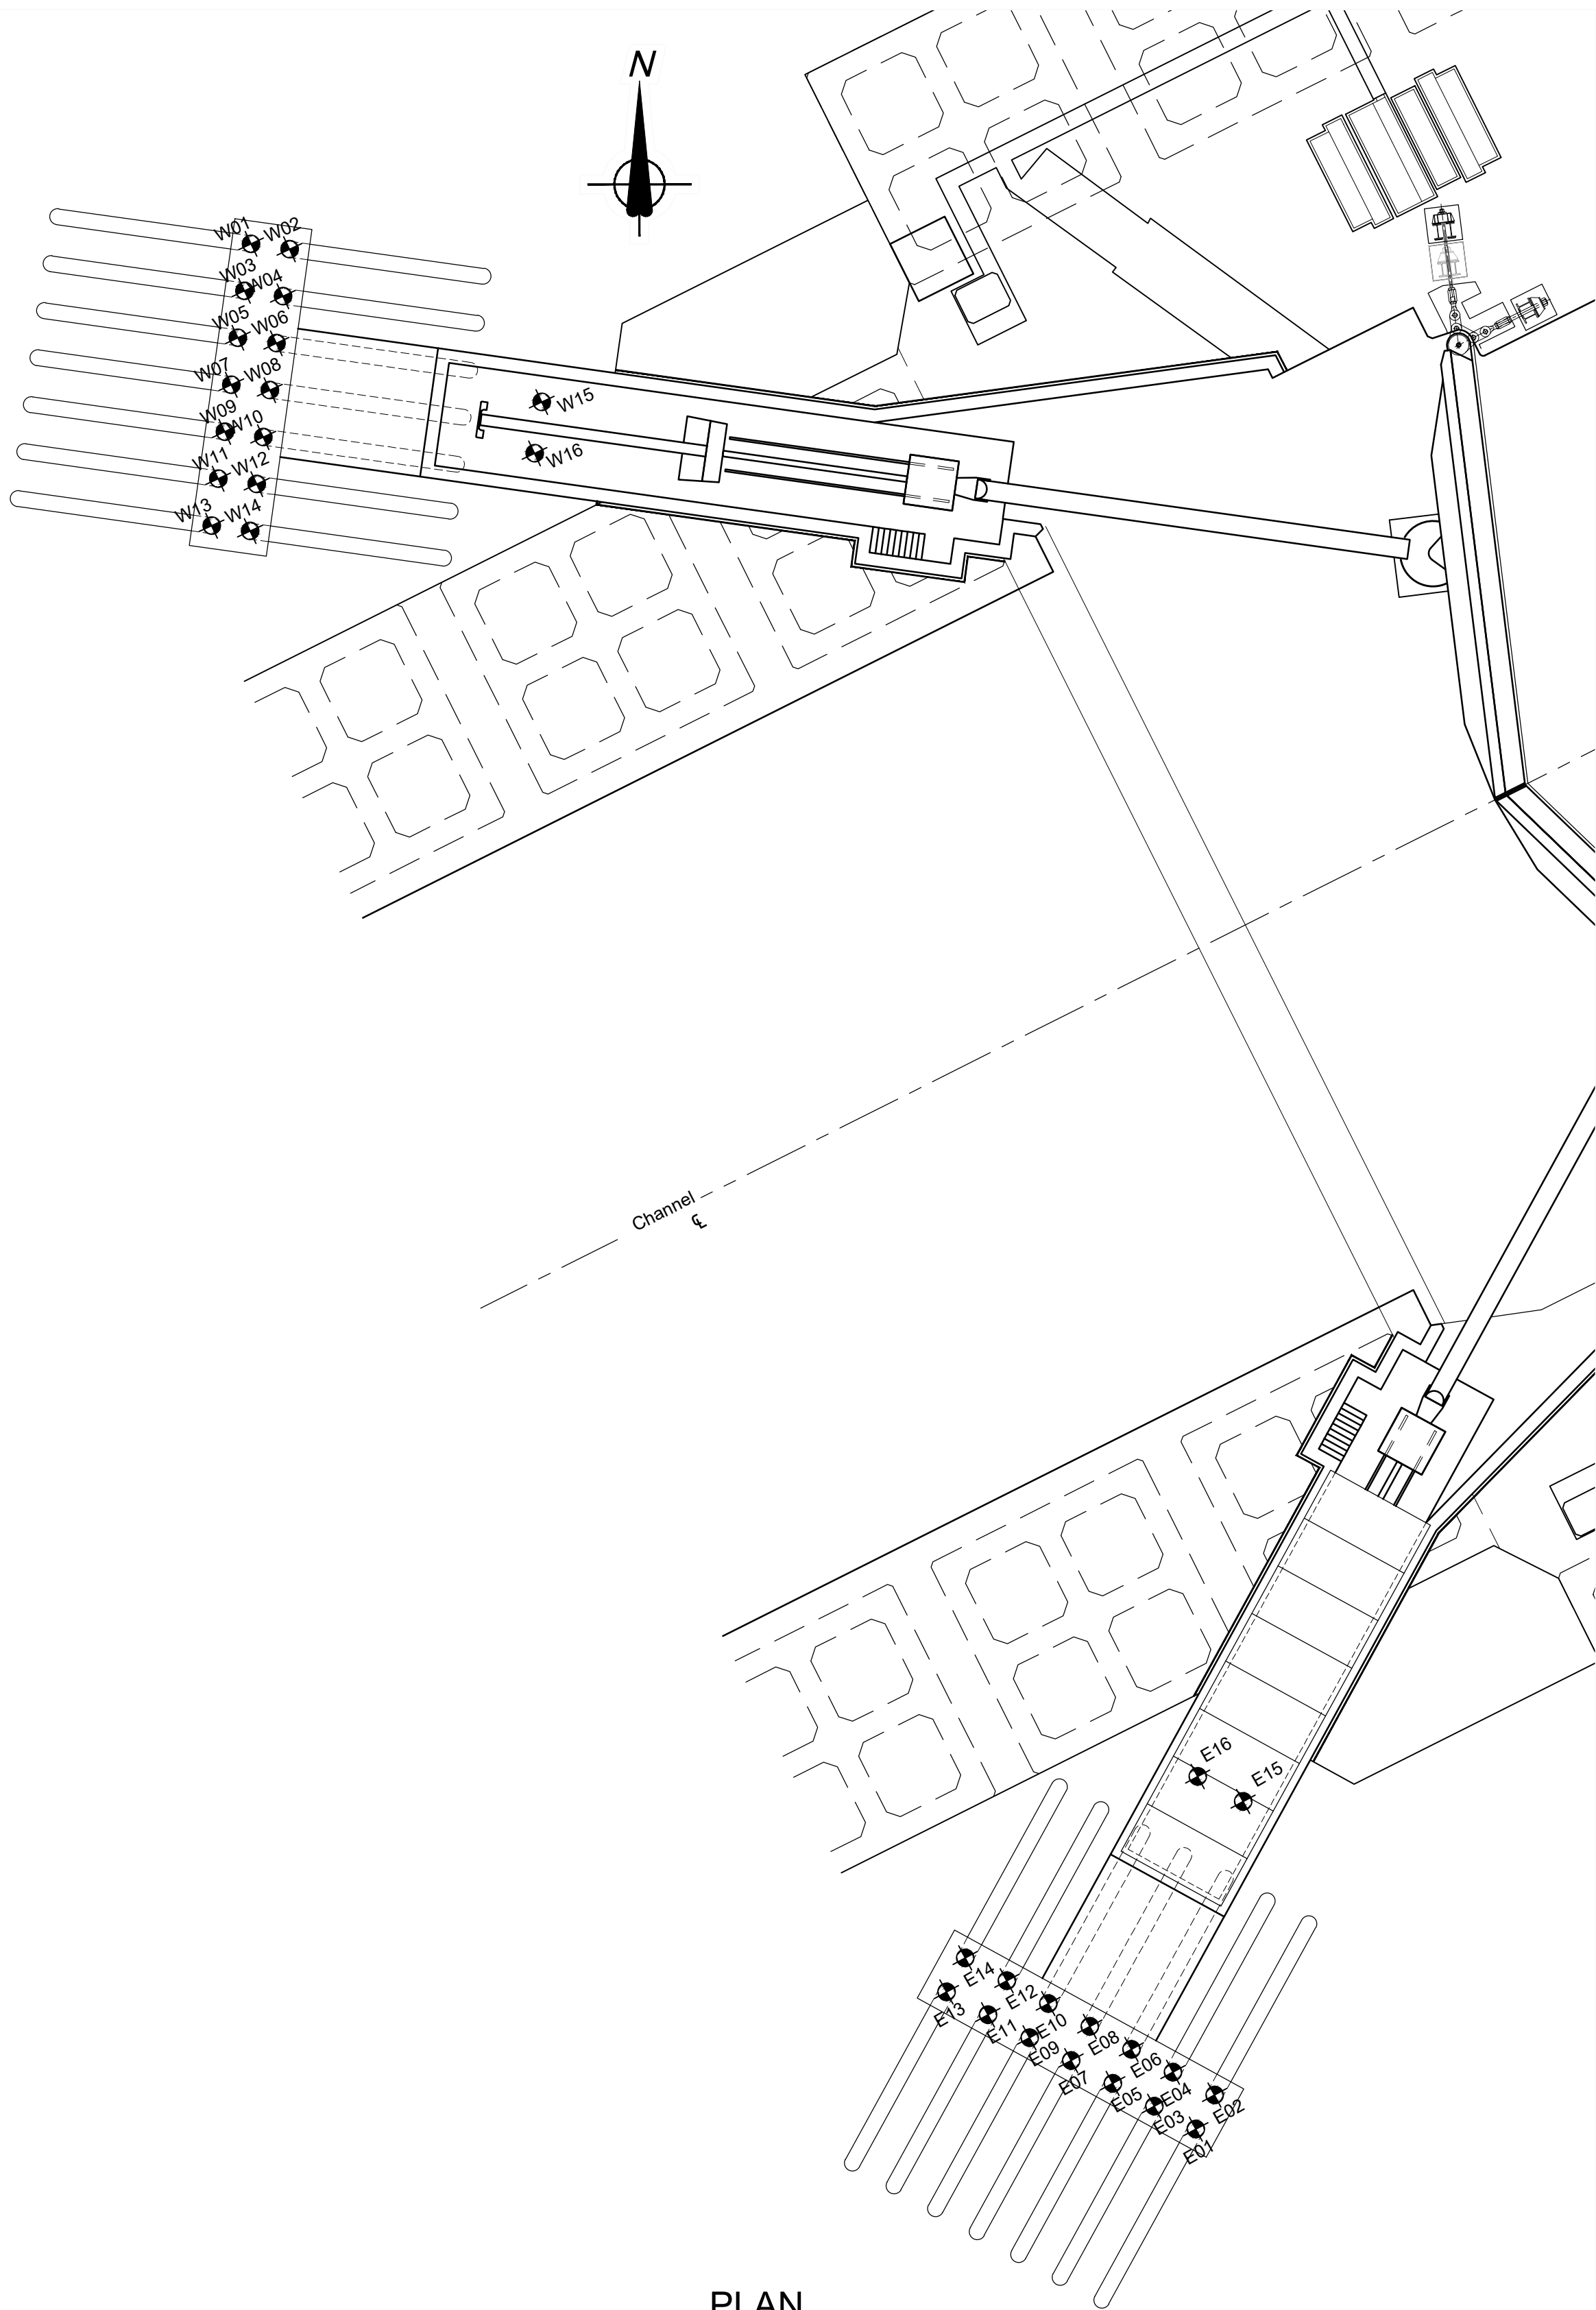 N
W01
W02
W03
W04
W05
W06
W07
W08
W09
W10
W11
W12
W13
W14
W15
W16
Channel
℄
E16
E15
E14
E13
E12
E11
E10
E09
E08
E07
E06
E05
E04
E03
E02
E01
PLAN